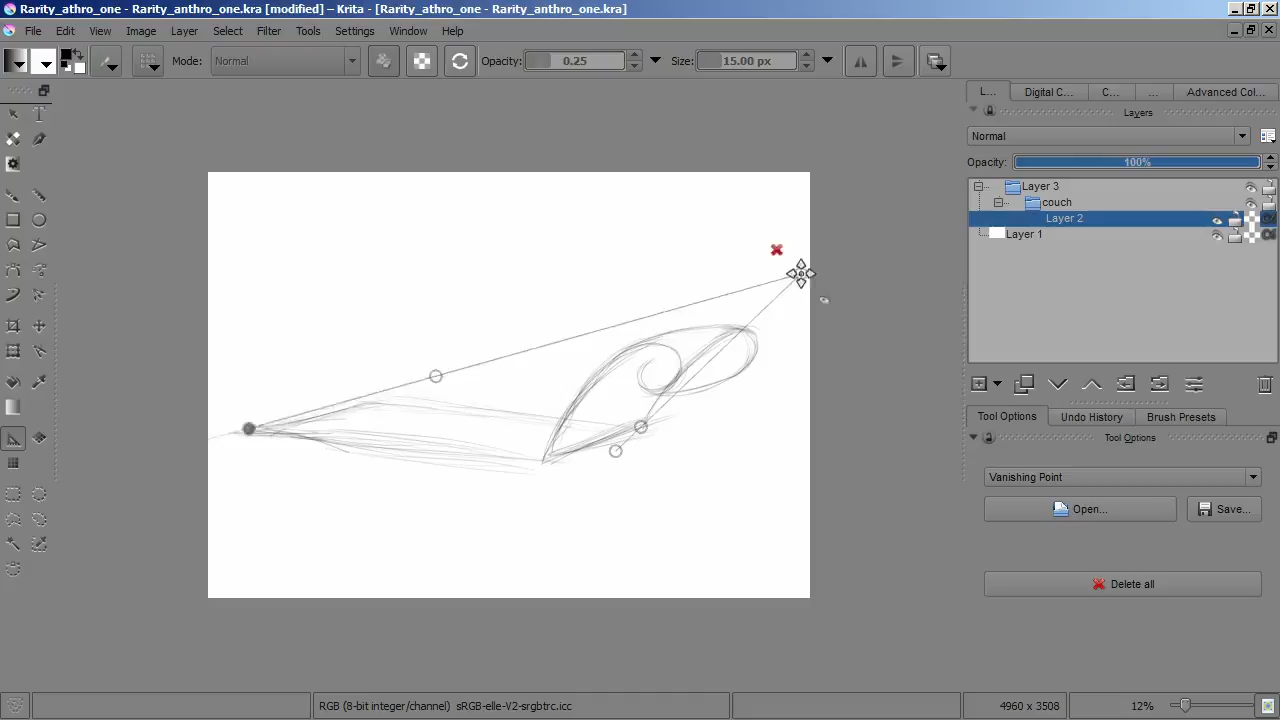 Rarity_athro_one - Rarity_anthro_one.kra [modified] – Krita - [Rarity_athro_one - Rarity_anthro_one.kra]
File Edit View Image Layer Select Filter Tools Settings Window Help
Mode: Normal Opacity: 0.25 Size: 15.00 px
L... Digital C... C... ... Advanced Col...
Layers
Normal
Opacity: 100%
Layer 3
couch
Layer 2
Layer 1
Tool Options Undo History Brush Presets
Tool Options
Vanishing Point
Open... Save...
Delete all
RGB (8-bit integer/channel) sRGB-elle-V2-srgbtrc.icc 4960 x 3508 12%